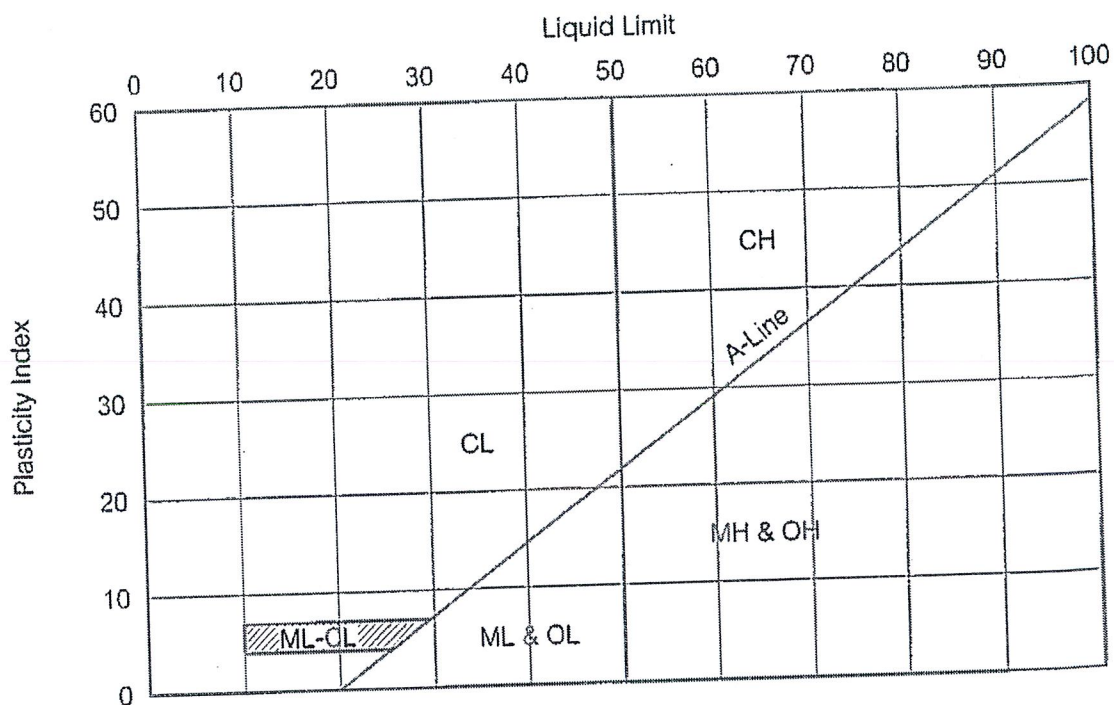 Liquid Limit
0 10 20 30 40 50 60 70 80 90 100
60
50
CH
40
A-Line
Plasticity Index
30
CL
20
MH & OH
10
ML-CL
ML & OL
0